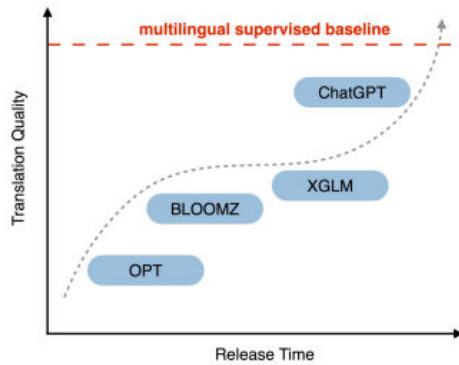 multilingual supervised baseline
ChatGPT
XGLM
BLOOMZ
OPT
Translation Quality
Release Time